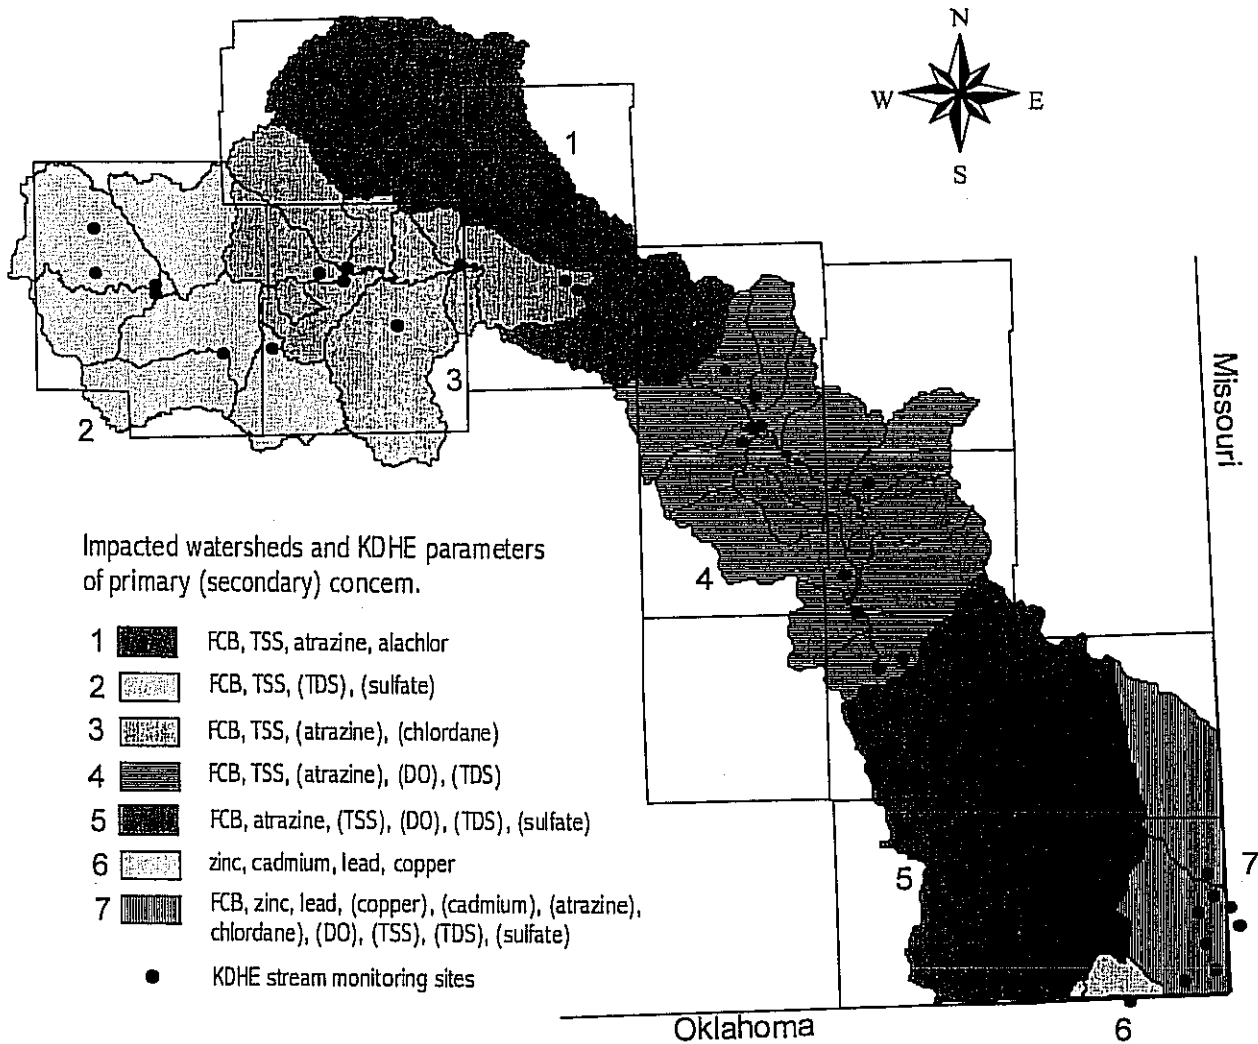 N
W E
S
1
3
2
Missouri
Impacted watersheds and KDHE parameters
of primary (secondary) concern.
4
1 FCB, TSS, atrazine, alachlor
2 FCB, TSS, (TDS), (sulfate)
3 FCB, TSS, (atrazine), (chlordane)
4 FCB, TSS, (atrazine), (DO), (TDS)
5 FCB, atrazine, (TSS), (DO), (TDS), (sulfate)
6 zinc, cadmium, lead, copper
7 FCB, zinc, lead, (copper), (cadmium), (atrazine),
chlordane), (DO), (TSS), (TDS), (sulfate)
KDHE stream monitoring sites
5
7
Oklahoma
6